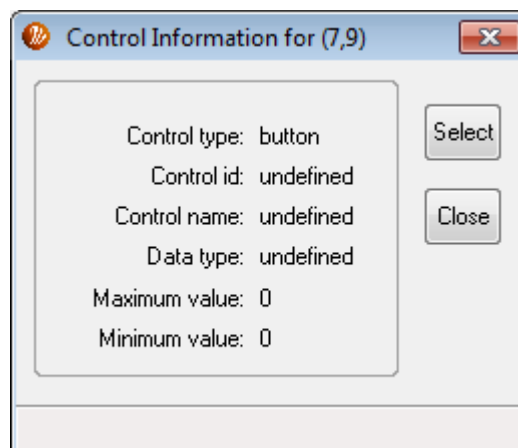 Control Information for (7,9)
Control type: button
Control id: undefined
Control name: undefined
Data type: undefined
Maximum value: 0
Minimum value: 0
Select
Close